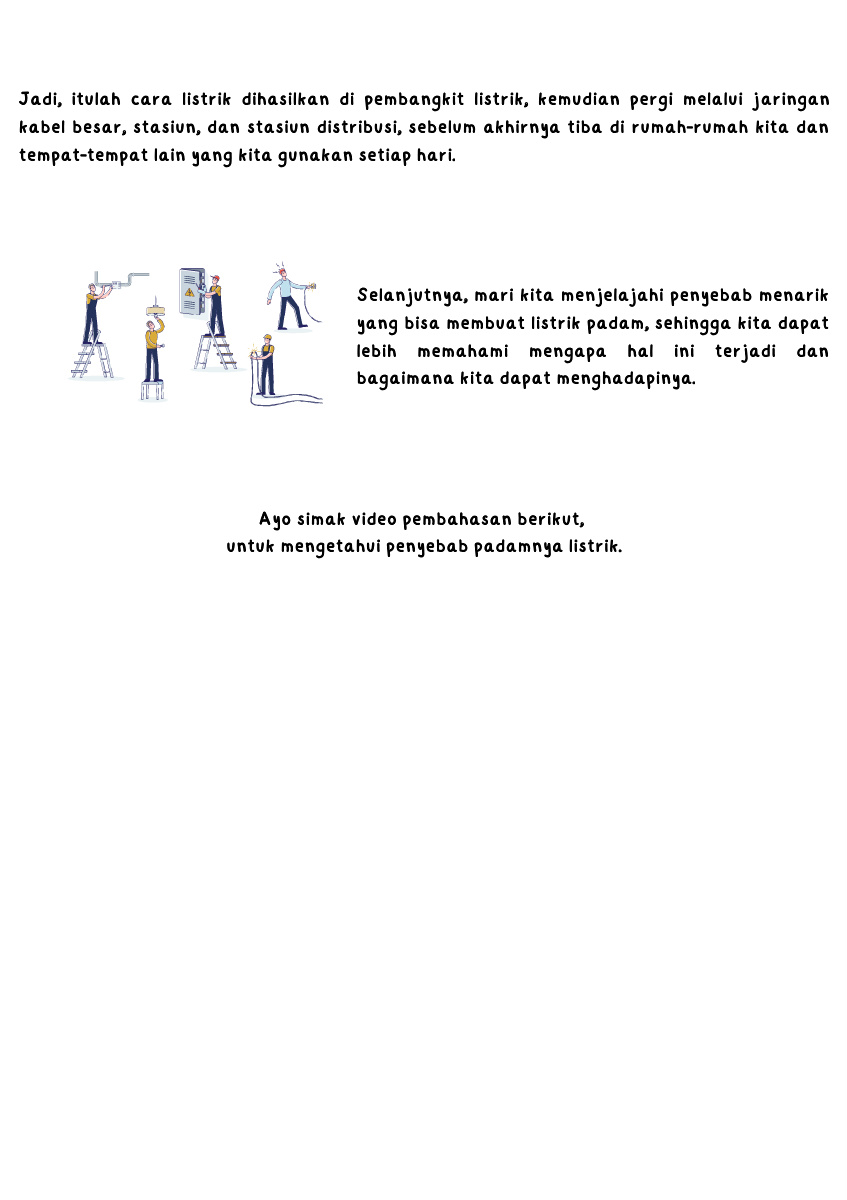 Jadi, itulah cara listrik dihasilkan di pembangkit listrik, kemudian pergi melalui jaringan
kabel besar, stasiun, dan stasiun distribusi, sebelum akhirnya tiba di rumah-rumah kita dan
tempat-tempat lain yang kita gunakan setiap hari.
Selanjutnya, mari kita menjelajahi penyebab menarik
yang bisa membuat listrik padam, sehingga kita dapat
lebih memahami mengapa hal ini terjadi dan
bagaimana kita dapat menghadapinya.
Ayo simak video pembahasan berikut,
untuk mengetahui penyebab padamnya listrik.